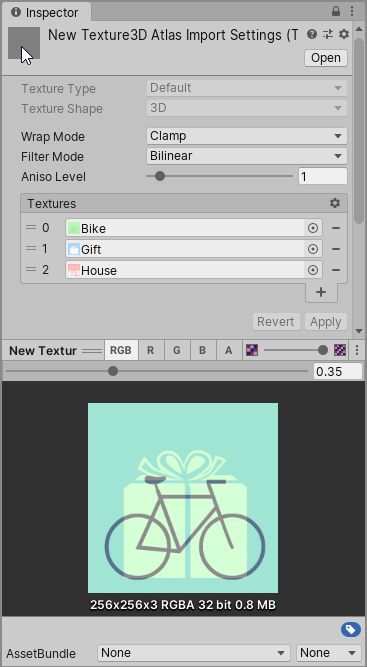 Inspector
New Texture3D Atlas Import Settings (T
Open
Texture Type Default
Texture Shape 3D
Wrap Mode Clamp
Filter Mode Bilinear
Aniso Level 1
Textures
0 Bike
1 Gift
2 House
+
Revert Apply
New Textur RGB R G B A
0.35
256x256x3 RGBA 32 bit 0.8 MB
AssetBundle None None